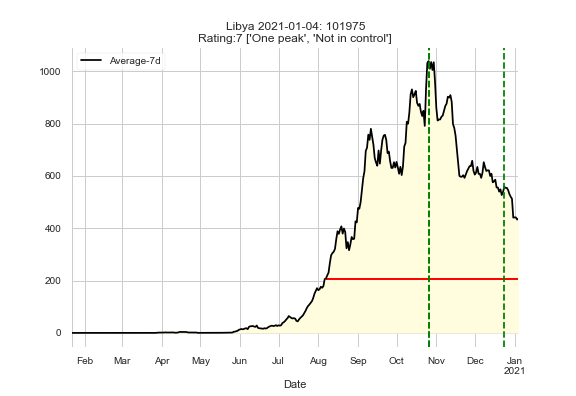 Libya 2021-01-04: 101975
Rating:7 ['One peak', 'Not in control']
Average-7d
1000
800
600
400
200
0
Feb Mar Apr May Jun Jul Aug Sep Oct Nov Dec Jan
2021
Date